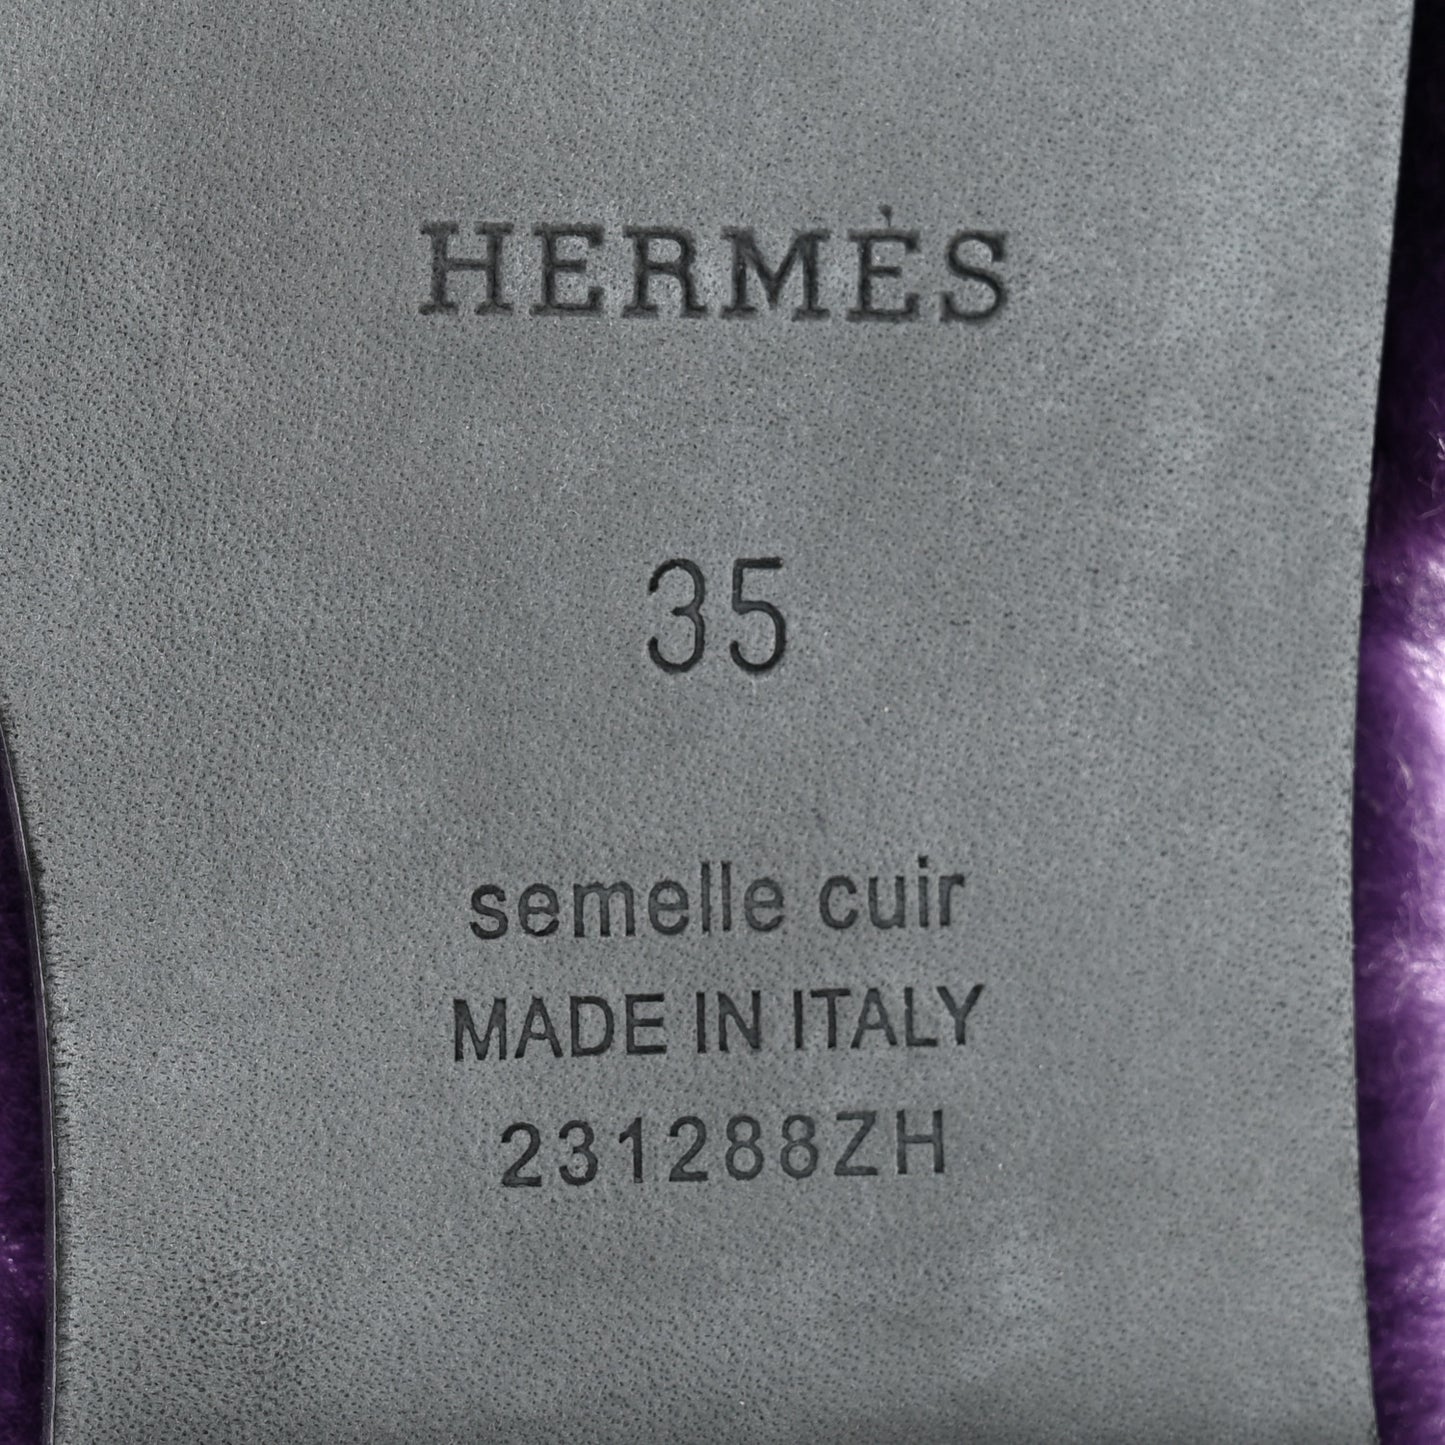 HERMÈS
35
semelle cuir
MADE IN ITALY
231288ZH